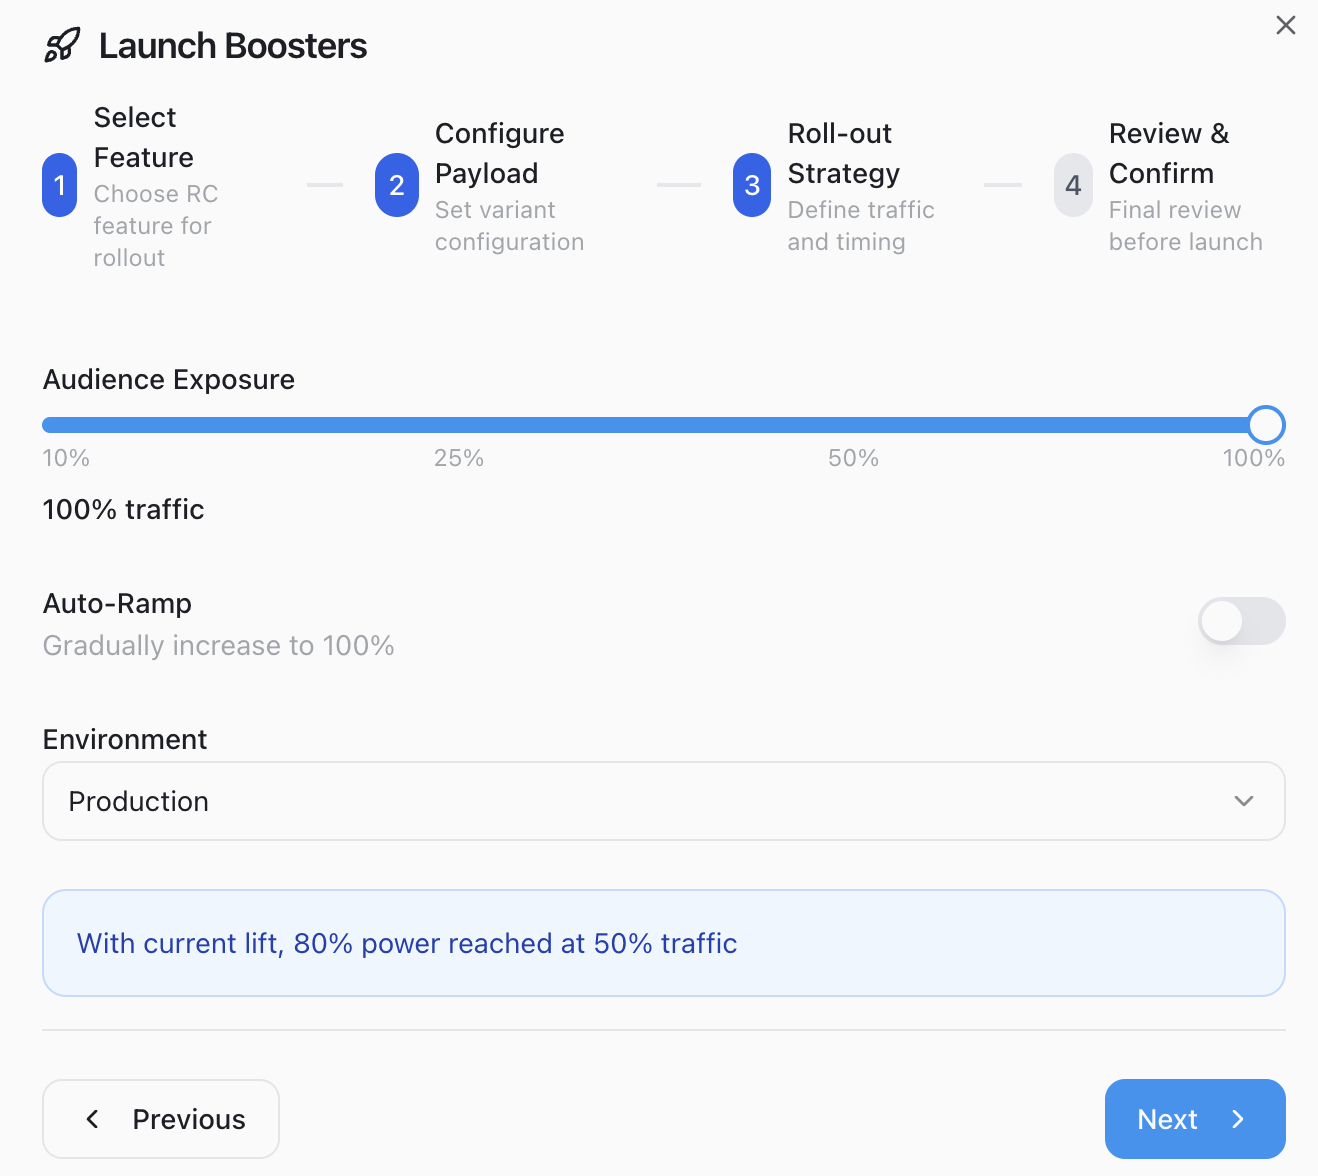 Launch Boosters
1
Select
Feature
Choose RC
feature for
rollout
2
Configure
Payload
Set variant
configuration
3
Roll-out
Strategy
Define traffic
and timing
4
Review &
Confirm
Final review
before launch
Audience Exposure
10% 25% 50% 100%
100% traffic
Auto-Ramp
Gradually increase to 100%
Environment
Production
With current lift, 80% power reached at 50% traffic
Previous
Next